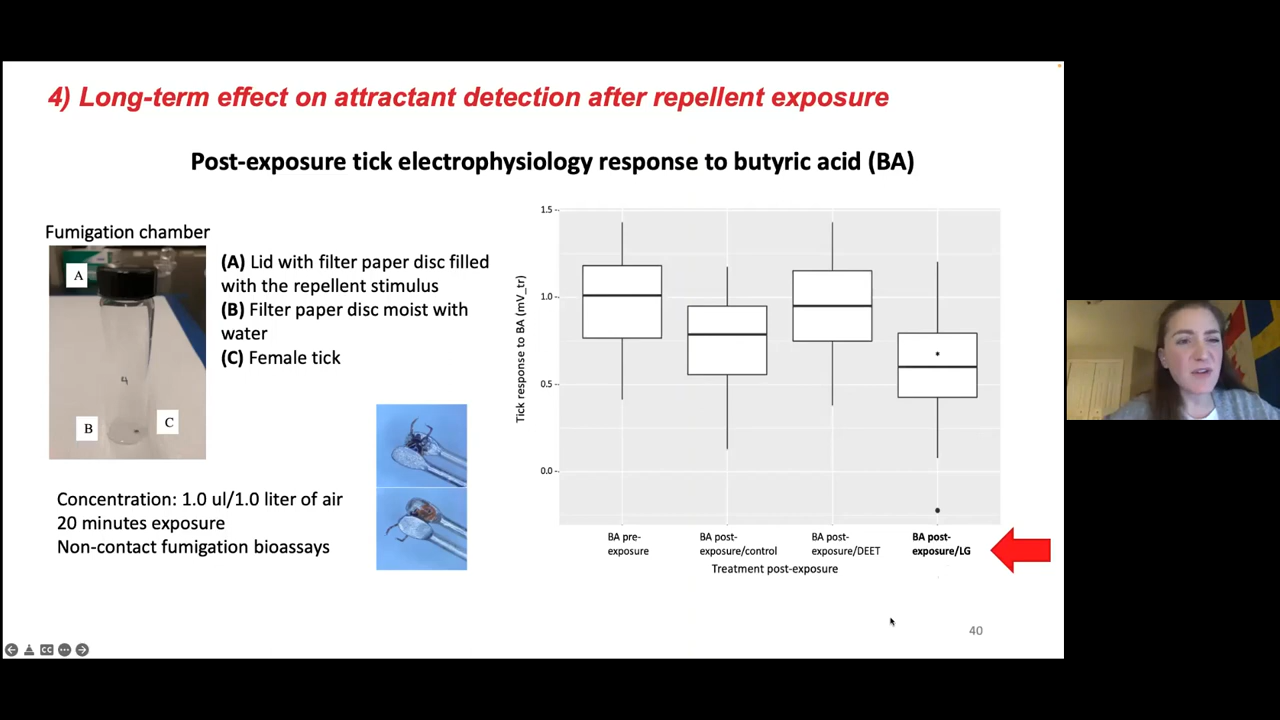 4) Long-term effect on attractant detection after repellent exposure
Post-exposure tick electrophysiology response to butyric acid (BA)
Fumigation chamber
A
B
C
(A) Lid with filter paper disc filled
with the repellent stimulus
(B) Filter paper disc moist with
water
(C) Female tick
Concentration: 1.0 ul/1.0 liter of air
20 minutes exposure
Non-contact fumigation bioassays
Tick response to BA (mV_tr)
1.5
1.0
0.5
0.0
BA pre-
exposure
BA post-
exposure/control
BA post-
exposure/DEET
BA post-
exposure/LG
Treatment post-exposure
40
CC